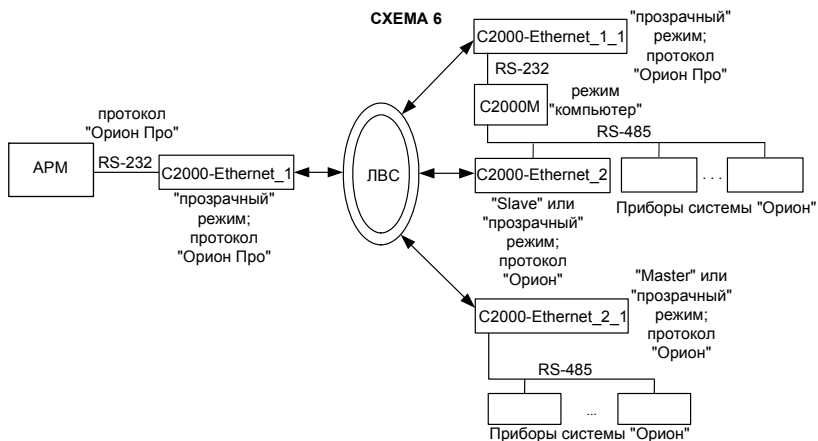 СХЕМА 6
C2000-Ethernet_1_1
"прозрачный"
режим;
протокол
"Орион Про"
RS-232
C2000M
режим
"компьютер"
RS-485
протокол
"Орион Про"
АРМ
RS-232
C2000-Ethernet_1
"прозрачный"
режим;
протокол
"Орион Про"
ЛВС
C2000-Ethernet_2
"Slave" или
"прозрачный"
режим;
протокол
"Орион"
. . .
Приборы системы "Орион"
"Master" или
"прозрачный"
режим;
протокол
"Орион"
C2000-Ethernet_2_1
RS-485
...
Приборы системы "Орион"